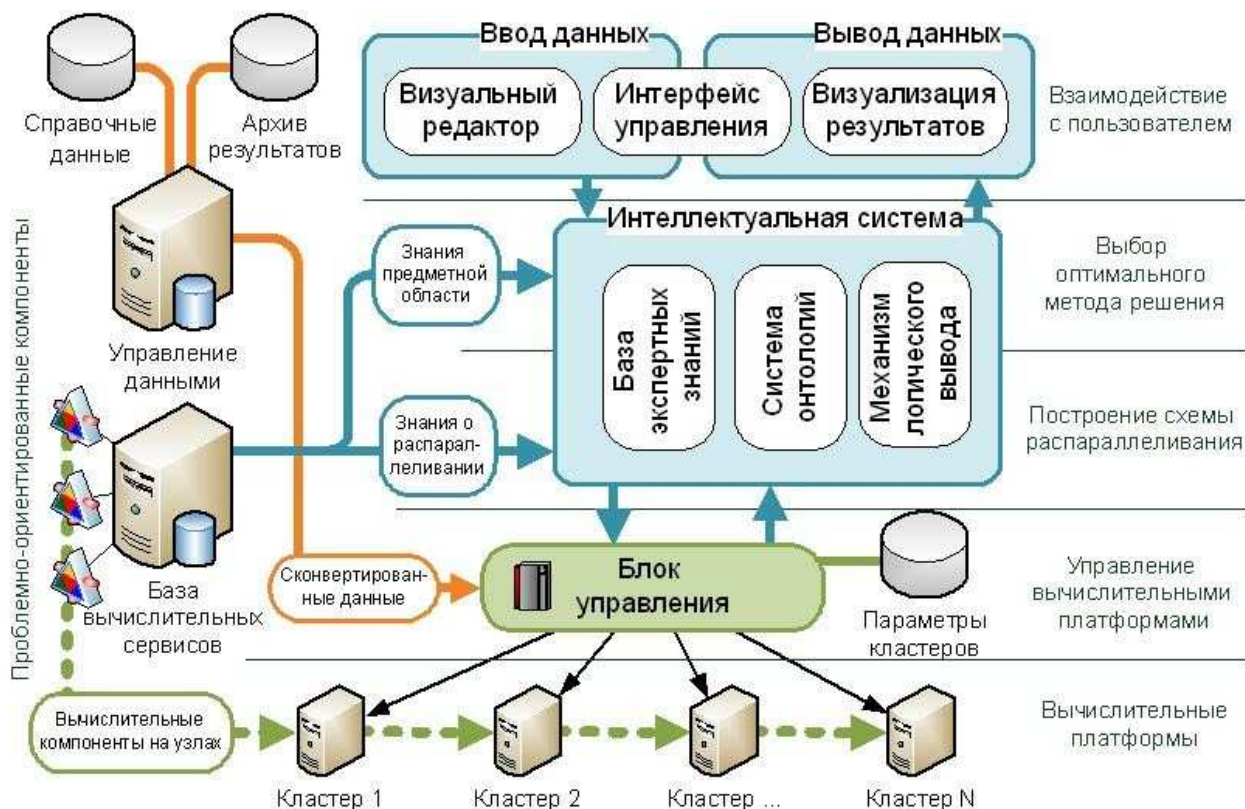 Ввод данных
Вывод данных
Визуальный
редактор
Интерфейс
управления
Визуализация
результатов
Взаимодействие
с пользователем
Справочные
данные
Архив
результатов
Интеллектуальная система
Знания
предметной
области
Выбор
оптимального
метода решения
Управление
данными
База
экспертных
знаний
Система
онтологий
Механизм
логического
вывода
Знания о
распарал-
леливании
Построение схемы
распараллеливания
Проблемно-ориентированные компоненты
База
вычислительных
сервисов
Сконвертирован-
ные данные
Блок
управления
Параметры
кластеров
Управление
вычислительными
платформами
Вычислительные
компоненты на узлах
Вычислительные
платформы
Кластер 1
Кластер 2
Кластер ...
Кластер N